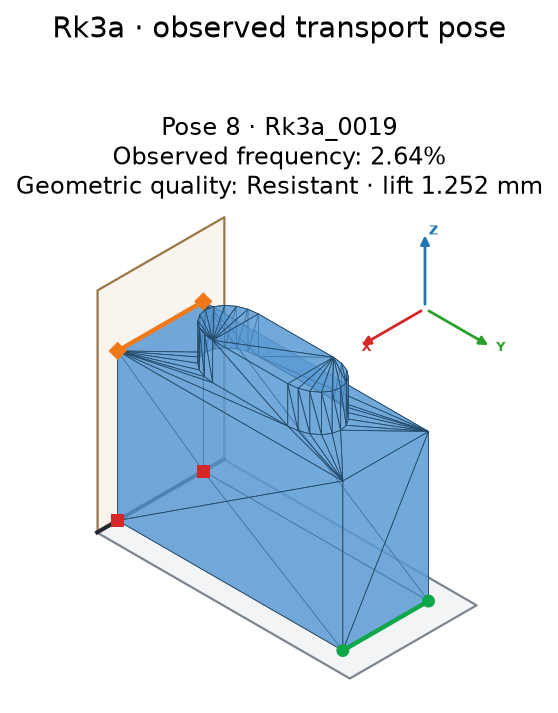 Rk3a · observed transport pose
Pose 8 · Rk3a_0019
Observed frequency: 2.64%
Geometric quality: Resistant · lift 1.252 mm
Z
X
Y